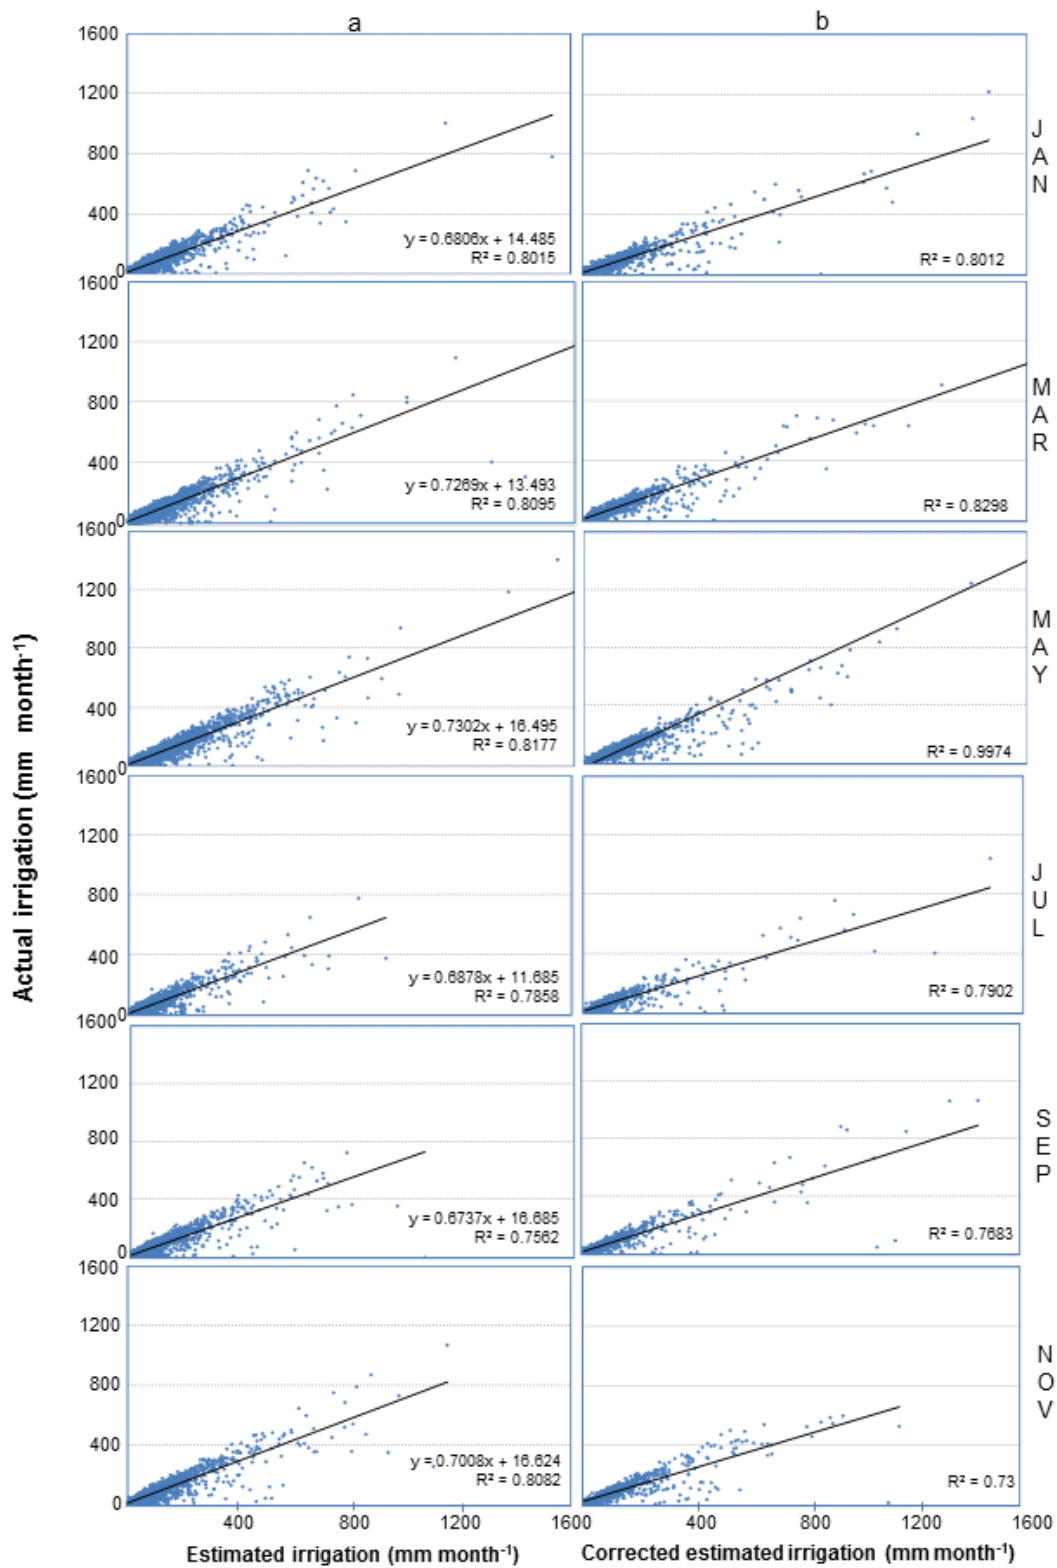 a
b
1600
1200
800
400
0
y = 0.6806x + 14.485
R² = 0.8015
R² = 0.8012
J
A
N
1600
1200
800
400
0
y = 0.7269x + 13.493
R² = 0.8095
R² = 0.8298
M
A
R
1600
1200
800
400
0
y = 0.7302x + 16.495
R² = 0.8177
R² = 0.9974
M
A
Y
1600
1200
800
400
0
y = 0.6878x + 11.685
R² = 0.7858
R² = 0.7902
J
U
L
1600
1200
800
400
0
y = 0.6737x + 16.685
R² = 0.7562
R² = 0.7683
S
E
P
1600
1200
800
400
0
y = 0.7008x + 16.624
R² = 0.8082
R² = 0.73
N
O
V
400 800 1200 1600 400 800 1200 1600
Actual irrigation (mm month⁻¹)
Estimated irrigation (mm month⁻¹)
Corrected estimated irrigation (mm month⁻¹)